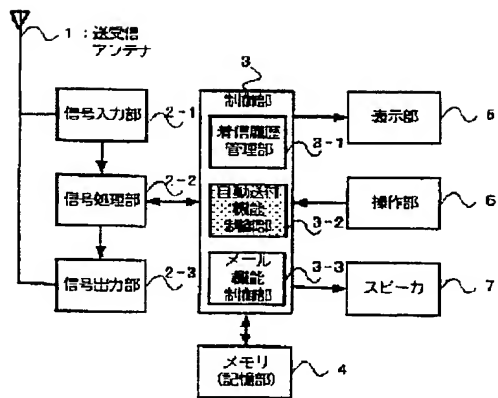 1 : 送受信
アンテナ
信号入力部
2-1
信号処理部
2-2
信号出力部
2-3
3
制御部
着信履歴
管理部
3-1
自動送付
機能
制御部
3-2
メール
機能
制御部
3-3
メモリ
(記憶部)
4
表示部
5
操作部
6
スピーカ
7